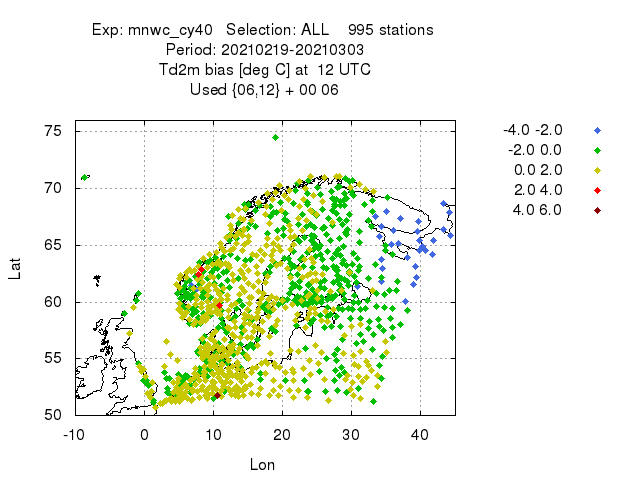 Exp: mnwc_cy40   Selection: ALL    995 stations
Period: 20210219-20210303
Td2m bias [deg C] at  12 UTC
Used {06,12} + 00 06
-4.0 -2.0
-2.0 0.0
0.0 2.0
2.0 4.0
4.0 6.0
75
70
65
60
55
50
Lat
-10 0 10 20 30 40
Lon